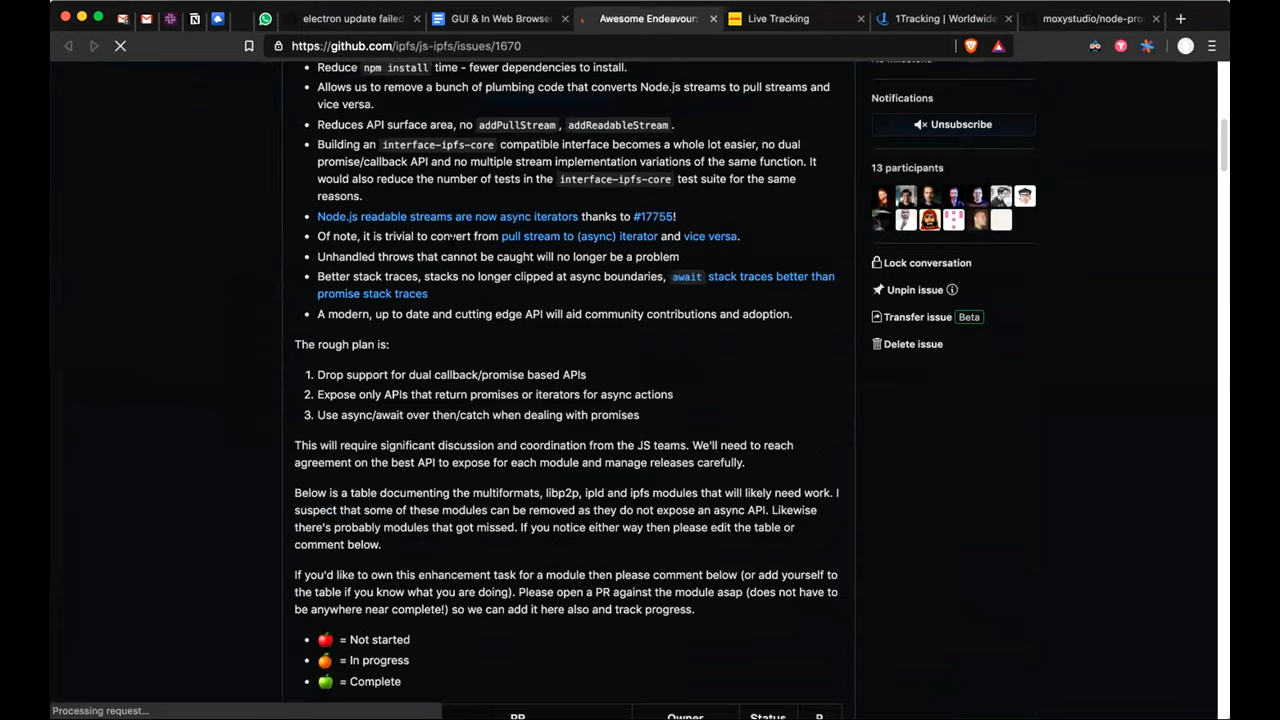 electron update failed
GUI & In Web Browser
Awesome Endeavour:
Live Tracking
1Tracking | Worldwide
moxystudio/node-pro
https://github.com/ipfs/js-ipfs/issues/1670
Reduce npm install time - fewer dependencies to install.
Allows us to remove a bunch of plumbing code that converts Node.js streams to pull streams and
vice versa.
Reduces API surface area, no addPullStream, addReadableStream.
Building an interface-ipfs-core compatible interface becomes a whole lot easier, no dual
promise/callback API and no multiple stream implementation variations of the same function. It
would also reduce the number of tests in the interface-ipfs-core test suite for the same
reasons.
Node.js readable streams are now async iterators thanks to #17755!
Of note, it is trivial to convert from pull stream to (async) iterator and vice versa.
Unhandled throws that cannot be caught will no longer be a problem
Better stack traces, stacks no longer clipped at async boundaries, await stack traces better than
promise stack traces
A modern, up to date and cutting edge API will aid community contributions and adoption.
The rough plan is:
1. Drop support for dual callback/promise based APIs
2. Expose only APIs that return promises or iterators for async actions
3. Use async/await over then/catch when dealing with promises
This will require significant discussion and coordination from the JS teams. We'll need to reach
agreement on the best API to expose for each module and manage releases carefully.
Below is a table documenting the multiformats, libp2p, ipld and ipfs modules that will likely need work. I
suspect that some of these modules can be removed as they do not expose an async API. Likewise
there's probably modules that got missed. If you notice either way then please edit the table or
comment below.
If you'd like to own this enhancement task for a module then please comment below (or add yourself to
the table if you know what you are doing). Please open a PR against the module asap (does not have to
be anywhere near complete!) so we can add it here also and track progress.
= Not started
= In progress
= Complete
PR Owner Status P
Notifications
Unsubscribe
13 participants
Lock conversation
Unpin issue
Transfer issue Beta
Delete issue
Processing request...